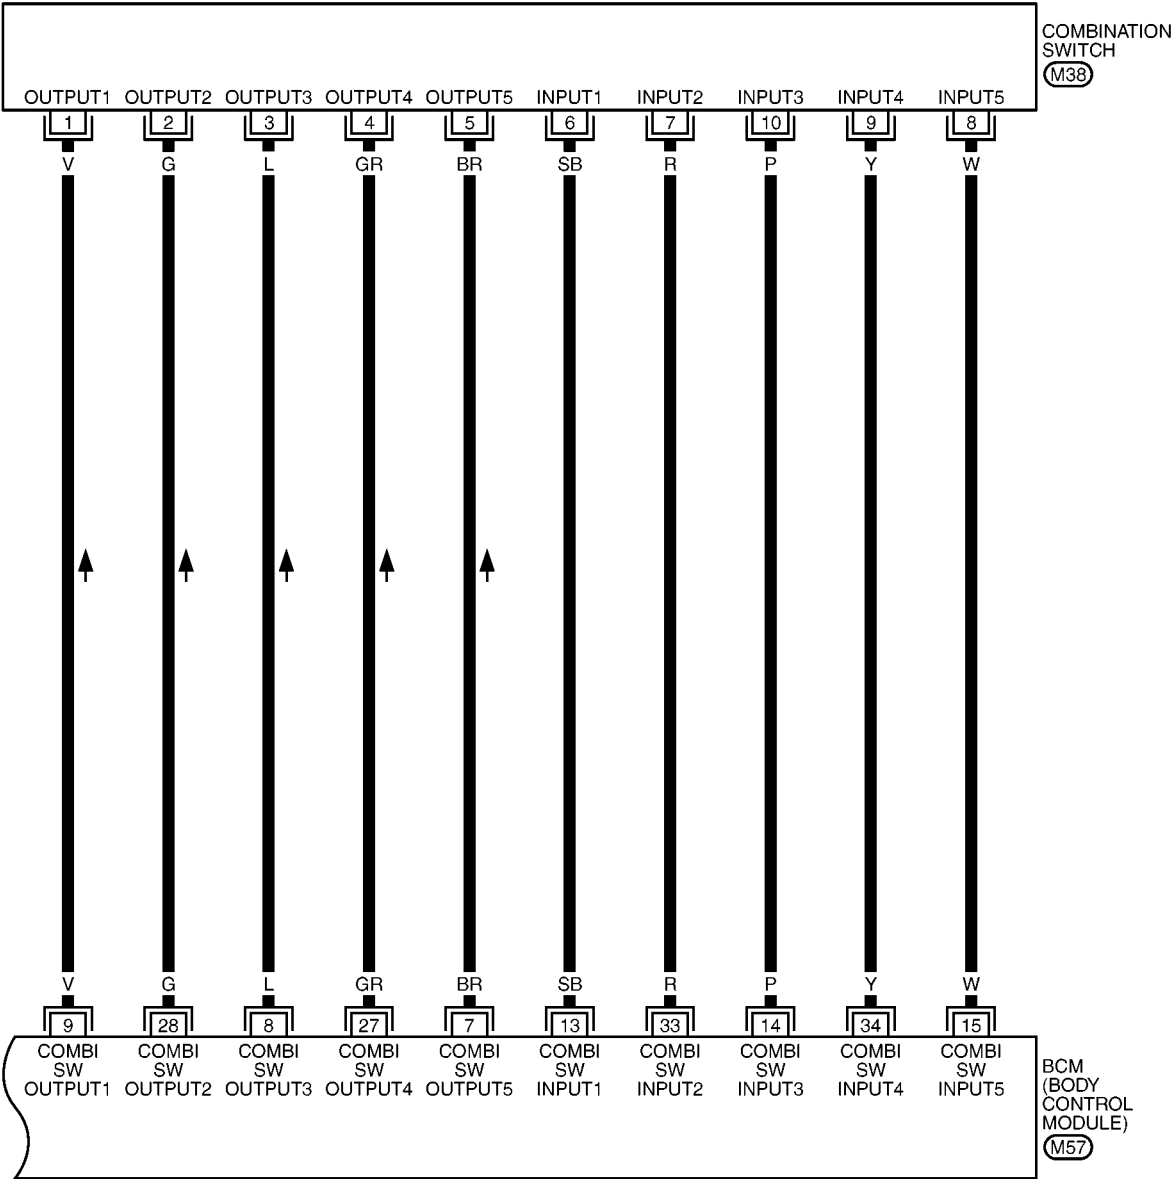 COMBINATION
SWITCH
M38
OUTPUT1 OUTPUT2 OUTPUT3 OUTPUT4 OUTPUT5 INPUT1 INPUT2 INPUT3 INPUT4 INPUT5
1 2 3 4 5 6 7 10 9 8
V G L GR BR SB R P Y W
V G L GR BR SB R P Y W
9 28 8 27 7 13 33 14 34 15
COMBI COMBI COMBI COMBI COMBI COMBI COMBI COMBI COMBI COMBI
SW SW SW SW SW SW SW SW SW SW
OUTPUT1 OUTPUT2 OUTPUT3 OUTPUT4 OUTPUT5 INPUT1 INPUT2 INPUT3 INPUT4 INPUT5
BCM
(BODY
CONTROL
MODULE)
M57